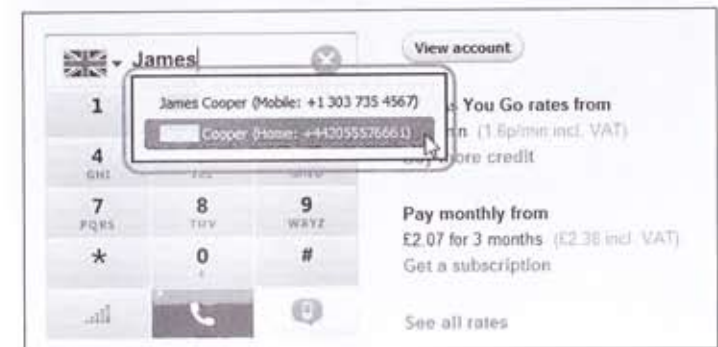 James
View account
James Cooper (Mobile: +1 303 735 4567)
Cooper (Home: +442055576661)
You Go rates from
(1.6p/min incl. VAT)
more credit
1
4
GHI
7
PQRS
8
TUV
9
WXYZ
*
0
+
#
Pay monthly from
£2.07 for 3 months (£2.38 incl. VAT)
Get a subscription
See all rates